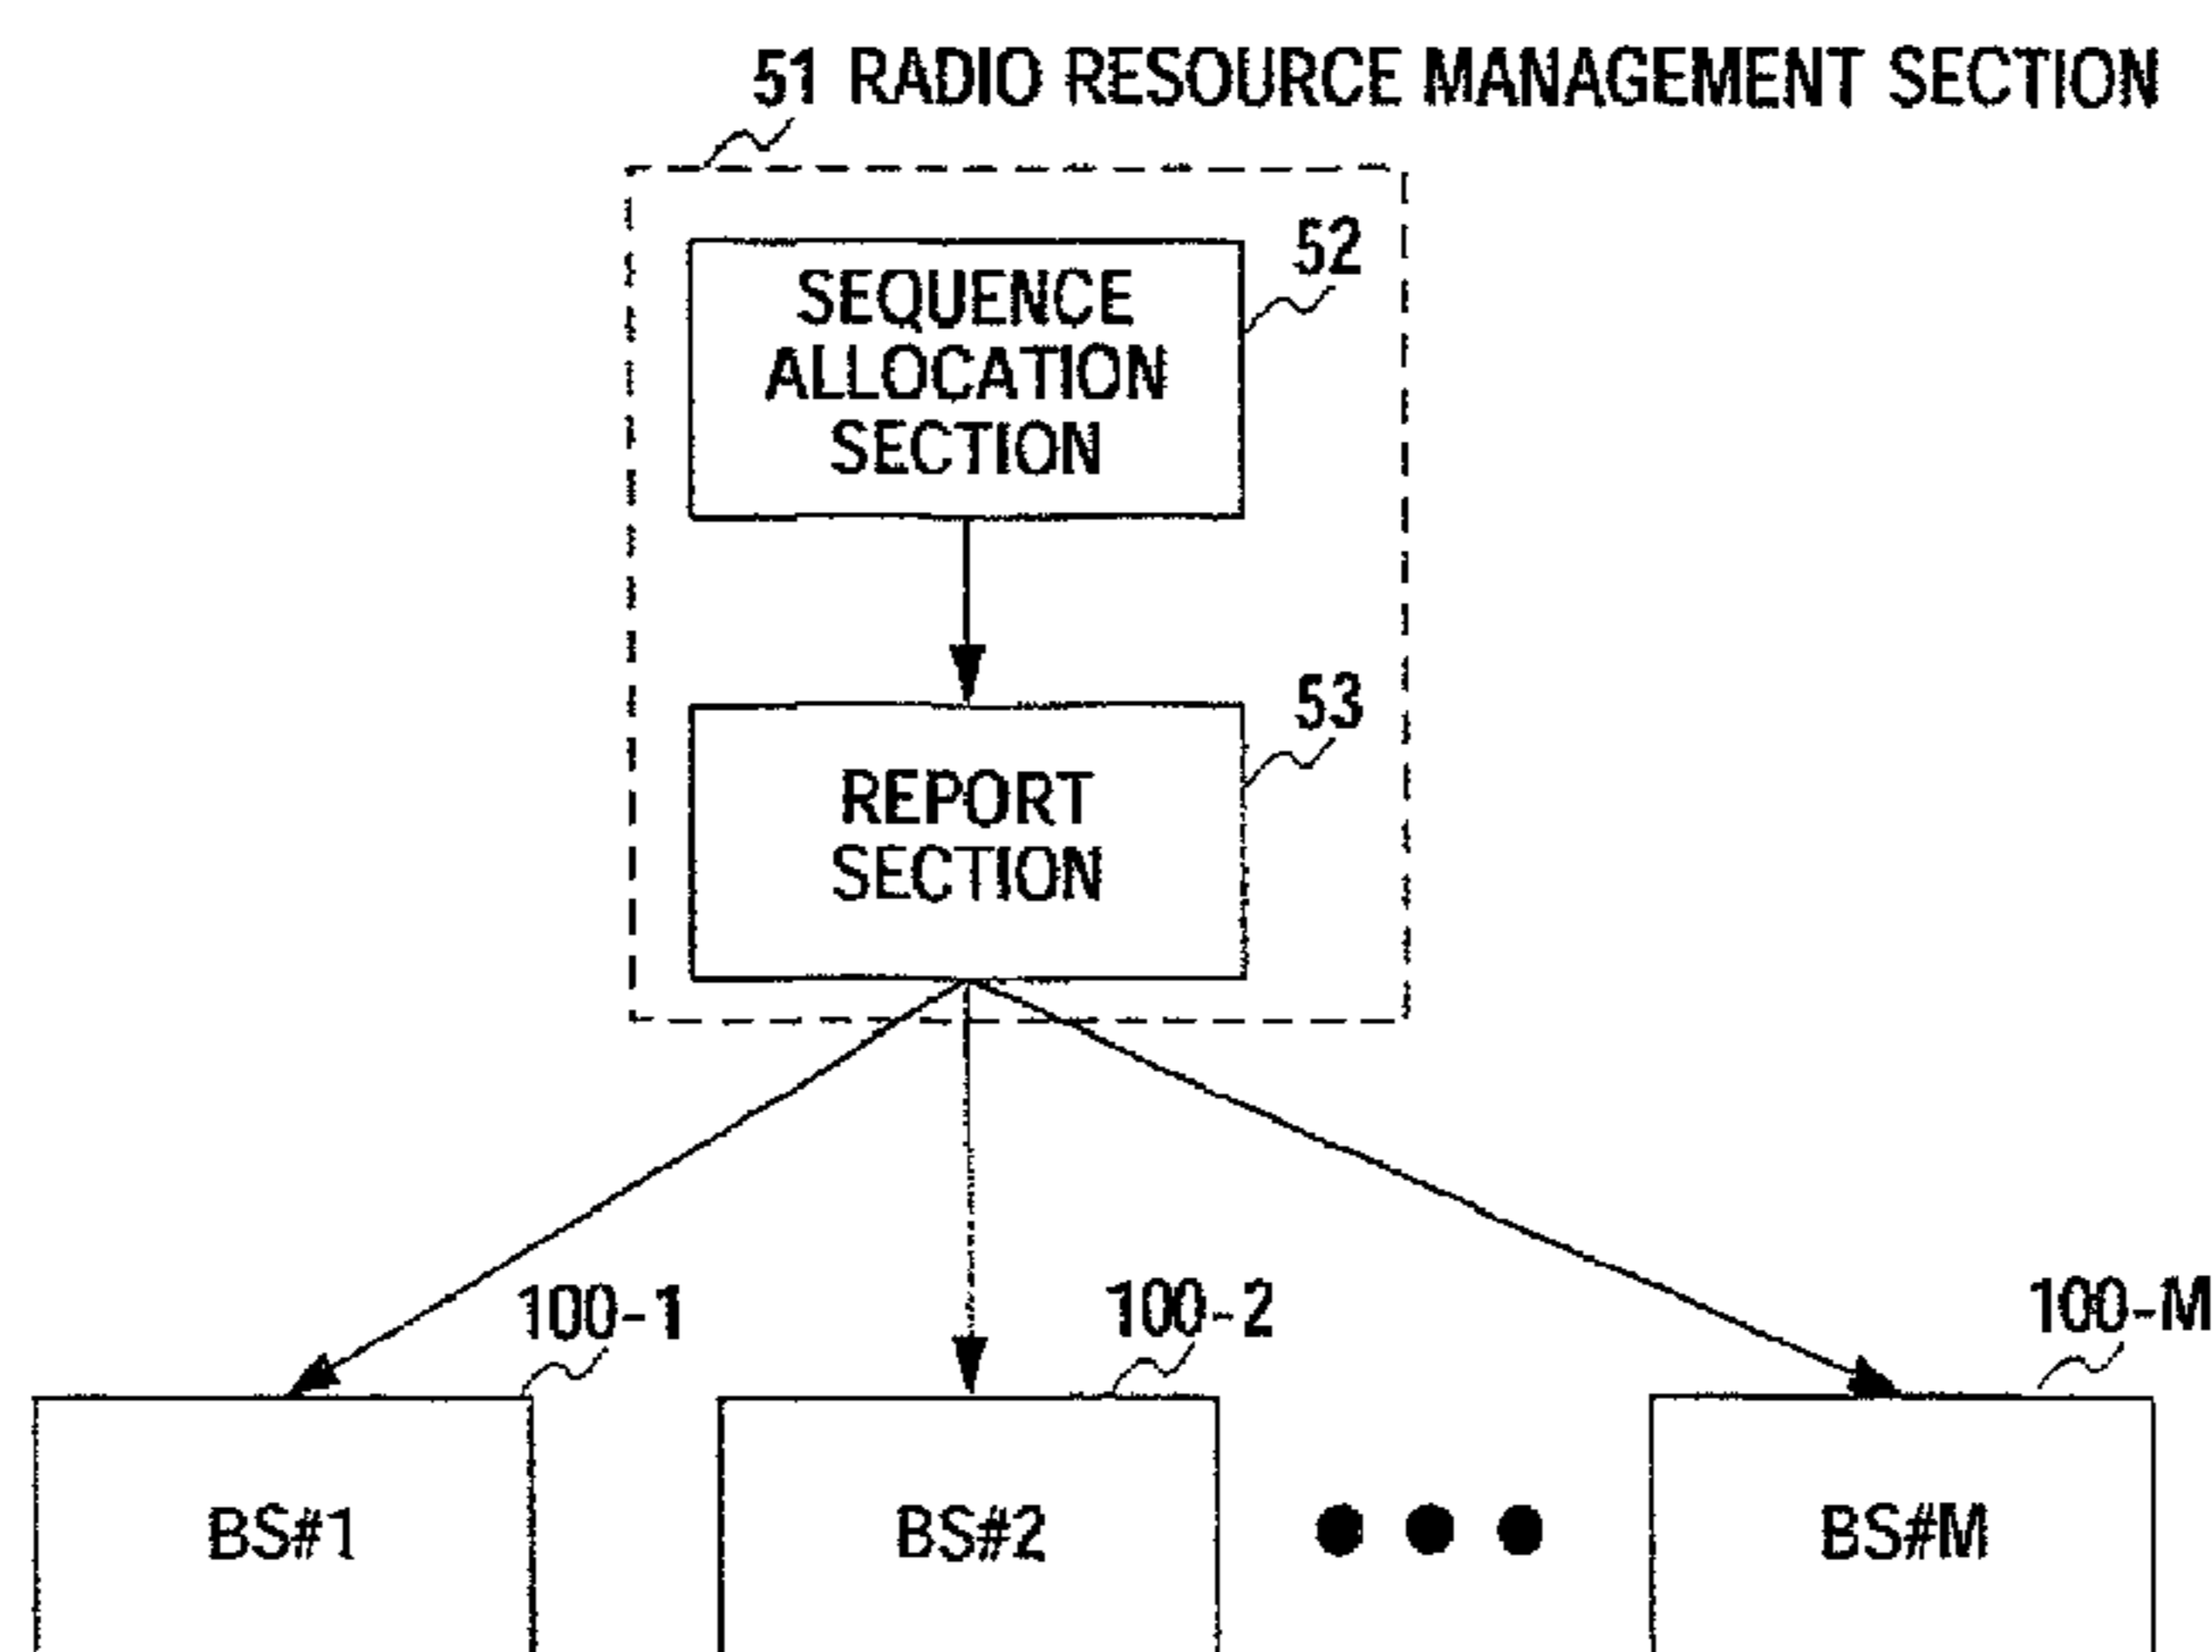 51 RADIO RESOURCE MANAGEMENT SECTION
52
SEQUENCE
ALLOCATION
SECTION
53
REPORT
SECTION
100-1
100-2
100-M
BS#1
BS#2
BS#M